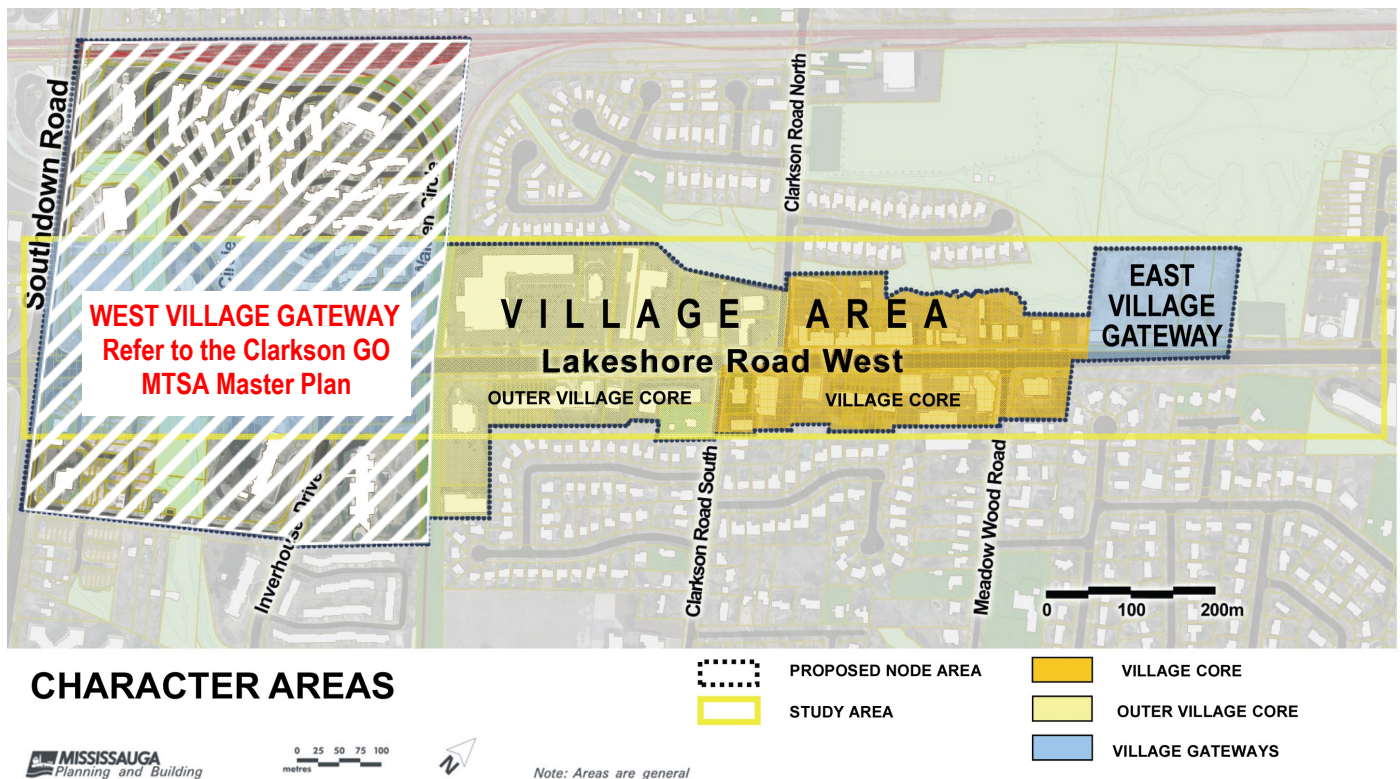 Southdown Road
Circle
Clarkson Road North
WEST VILLAGE GATEWAY
Refer to the Clarkson GO
MTSA Master Plan
VILLAGE AREA
Lakeshore Road West
OUTER VILLAGE CORE
VILLAGE CORE
EAST
VILLAGE
GATEWAY
Inverhouse Drive
Clarkson Road South
Meadow Wood Road
0 100 200m
CHARACTER AREAS
PROPOSED NODE AREA
STUDY AREA
VILLAGE CORE
OUTER VILLAGE CORE
VILLAGE GATEWAYS
MISSISSAUGA
Planning and Building
0 25 50 75 100
metres
N
Note: Areas are general